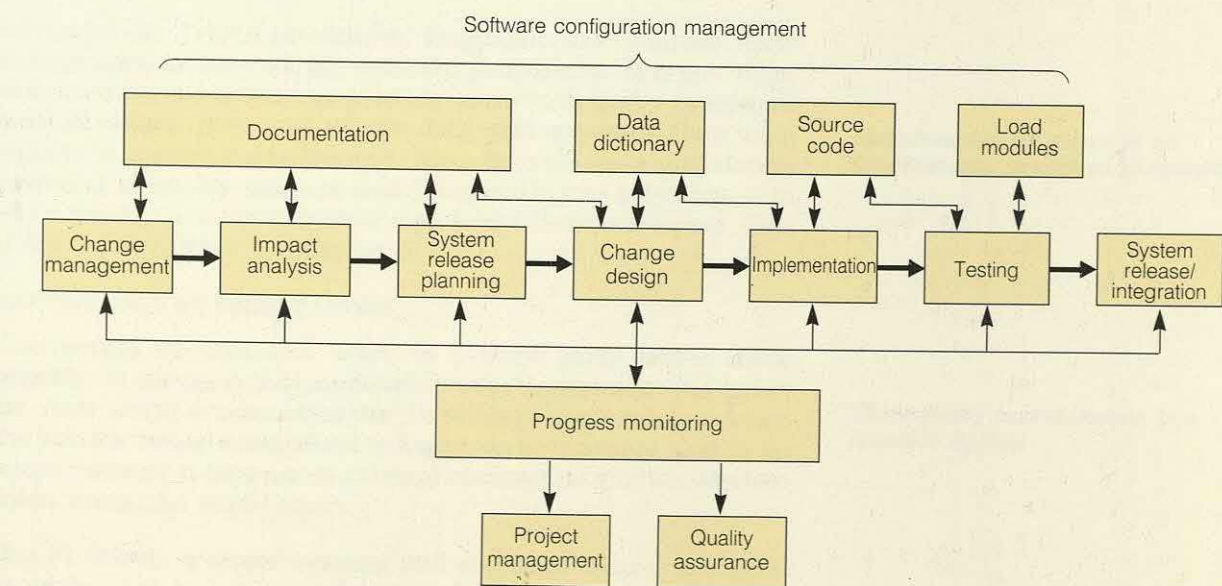 Software configuration management
Documentation
Data
dictionary
Source
code
Load
modules
Change
management
Impact
analysis
System
release
planning
Change
design
Implementation
Testing
System
release/
integration
Progress monitoring
Project
management
Quality
assurance